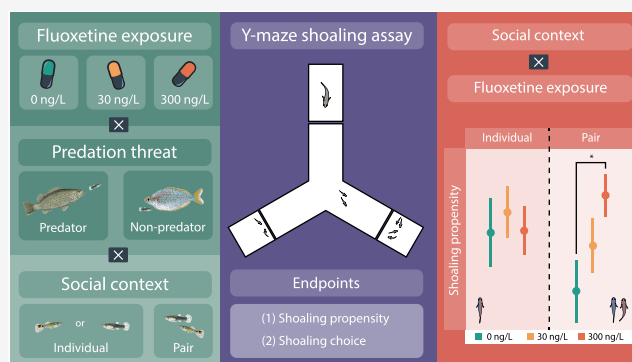 Fluoxetine exposure
0 ng/L 30 ng/L 300 ng/L
×
Predation threat
Predator Non-predator
×
Social context
or
Individual Pair
Y-maze shoaling assay
Endpoints
(1) Shoaling propensity
(2) Shoaling choice
Social context
×
Fluoxetine exposure
Individual Pair
*
Shoaling propensity
0 ng/L 30 ng/L 300 ng/L